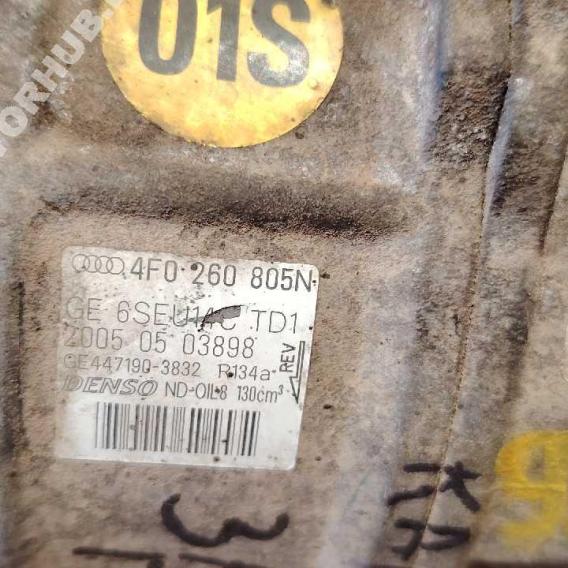 01S
4F0 260 805N
GE 6SEU14C TD1
2005 05 03898
GE447190-3832 R134a
REV
DENSO ND-OIL8 130cm³